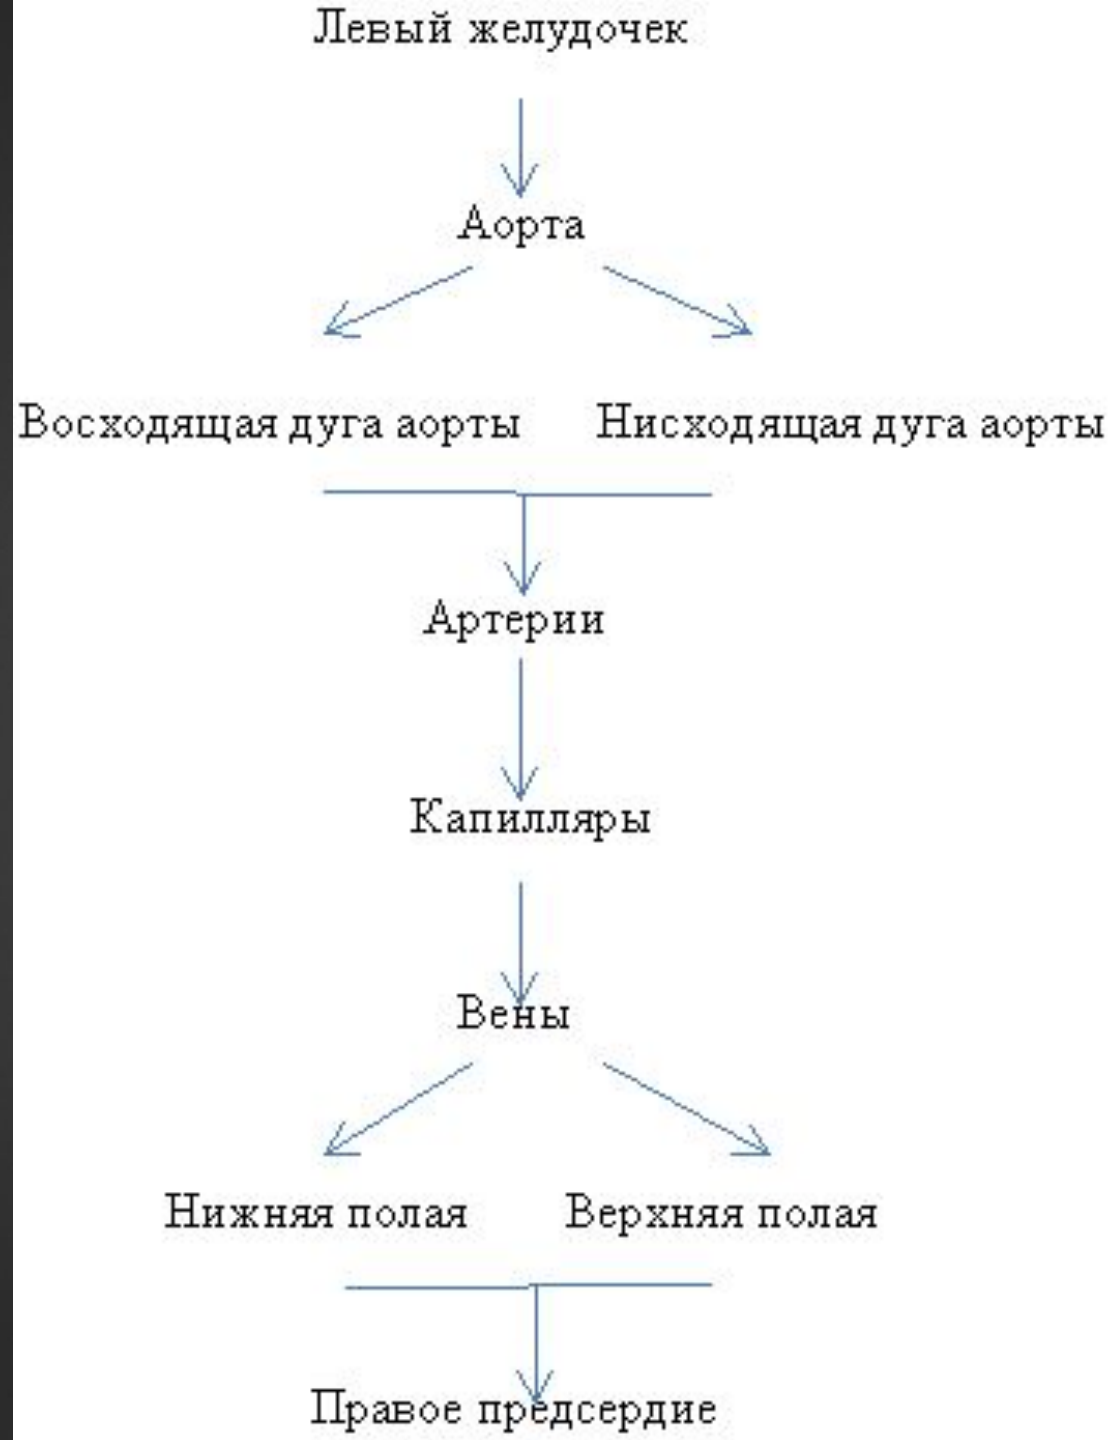 Левый желудочек
Аорта
Восходящая дуга аорты Нисходящая дуга аорты
Артерии
Капилляры
Вены
Нижняя полая Верхняя полая
Правое предсердие